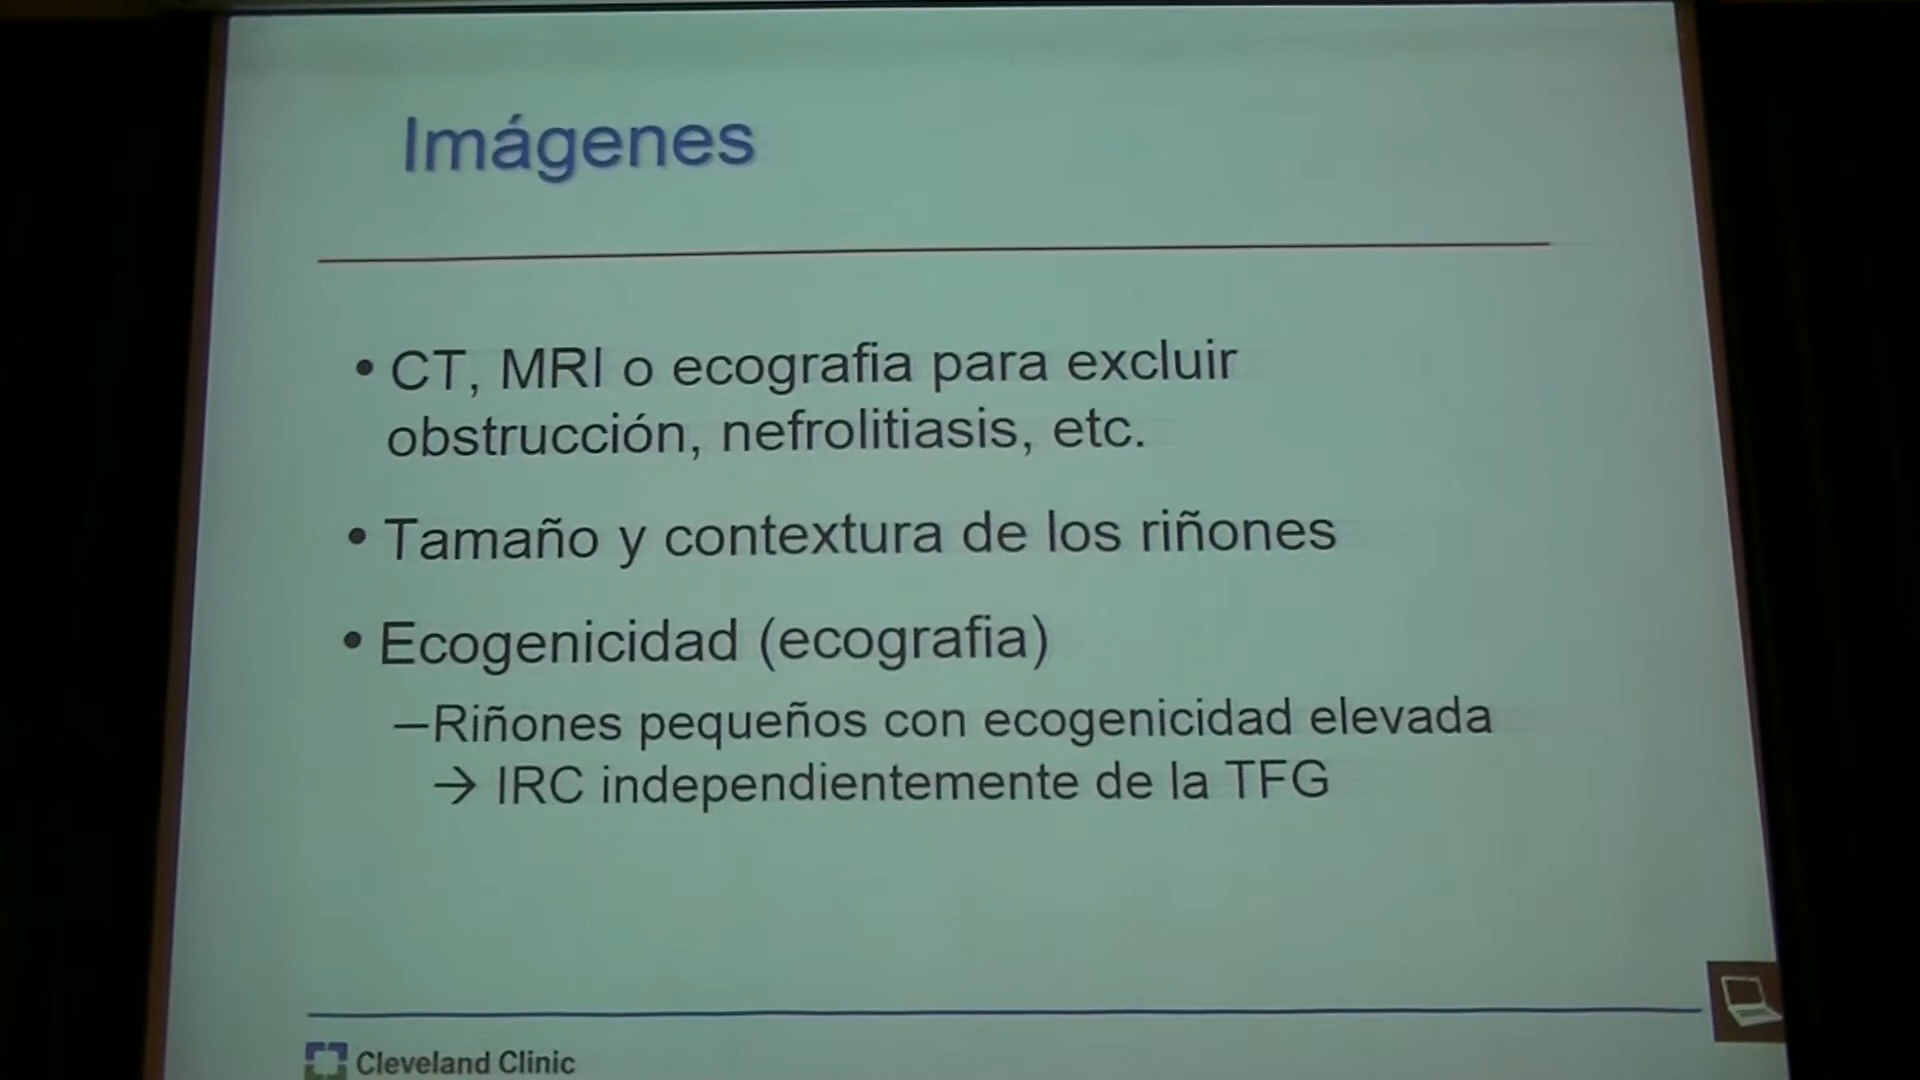 Imágenes
• CT, MRI o ecografia para excluir
obstrucción, nefrolitiasis, etc.
• Tamaño y contextura de los riñones
• Ecogenicidad (ecografia)
–Riñones pequeños con ecogenicidad elevada
→ IRC independientemente de la TFG
Cleveland Clinic